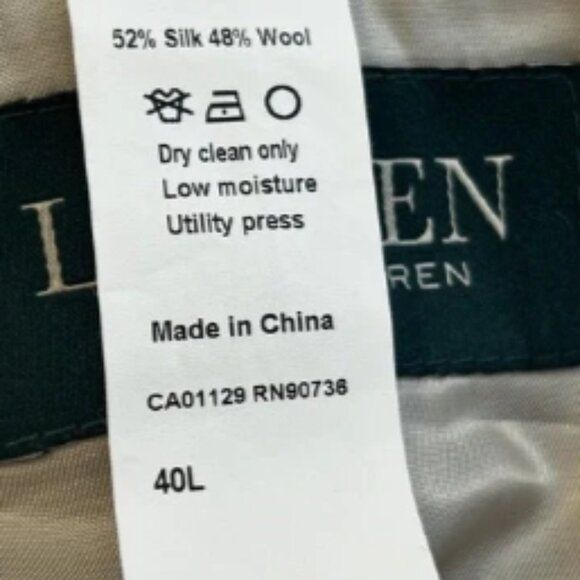 52% Silk 48% Wool
Dry clean only
Low moisture
Utility press
Made in China
CA01129 RN90736
40L